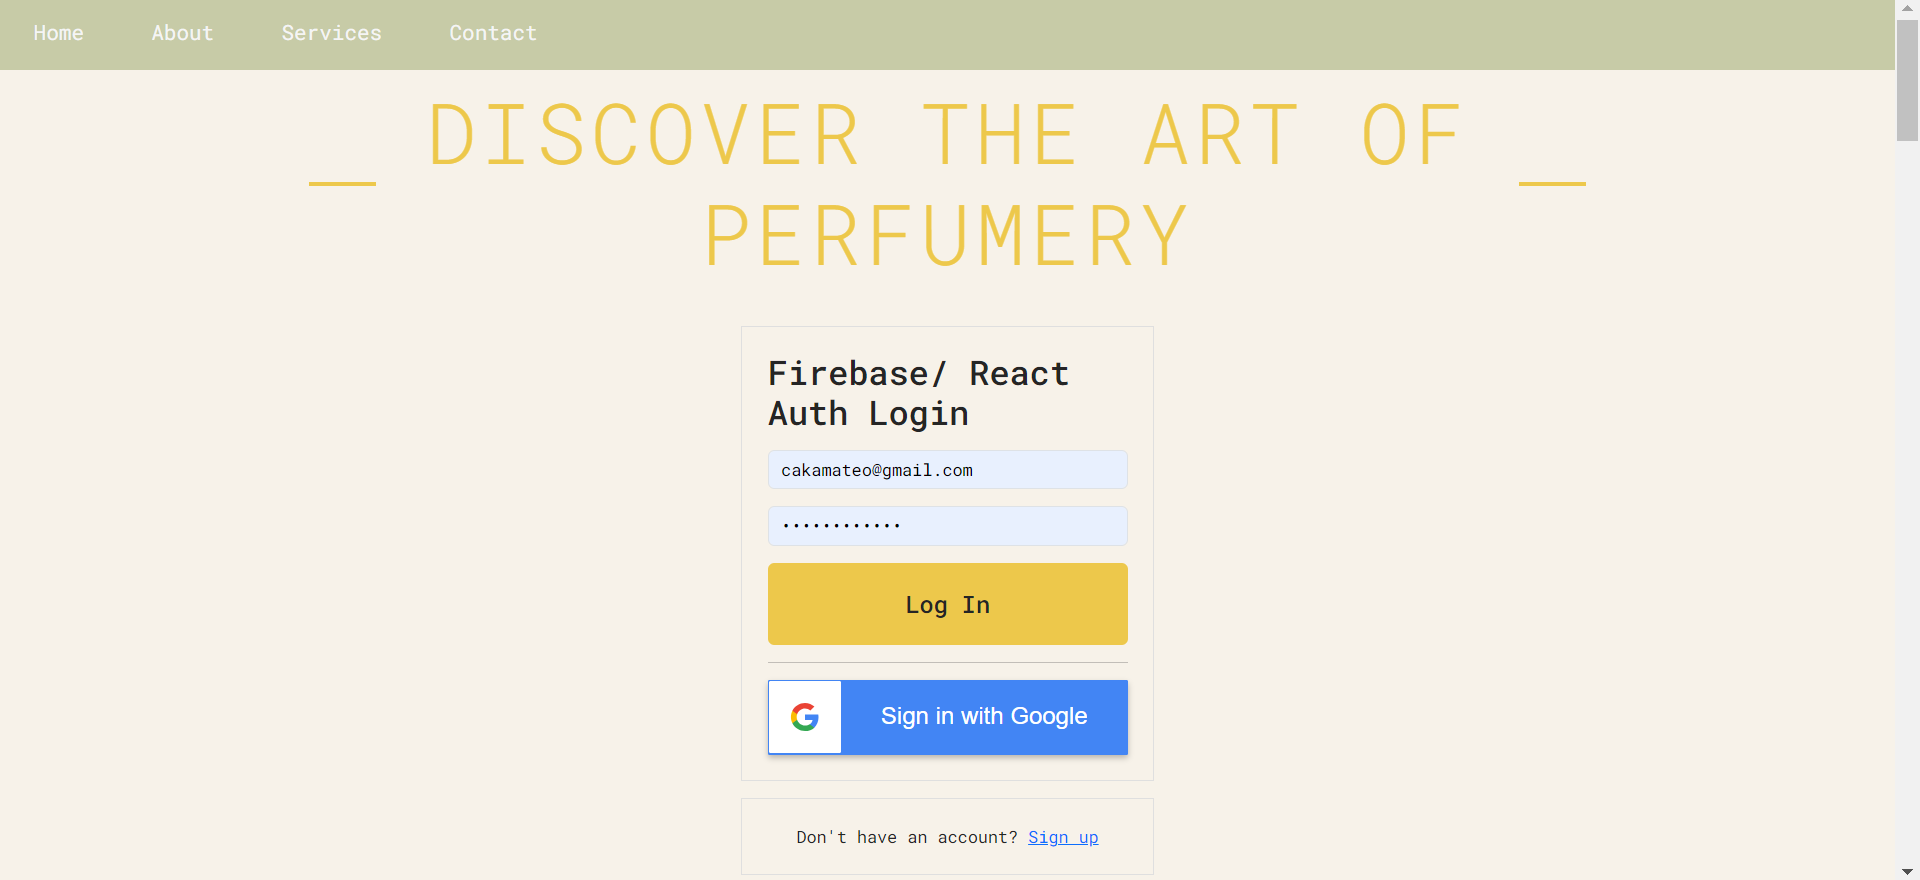 Home About Services Contact
DISCOVER THE ART OF
PERFUMERY
Firebase/ React
Auth Login
cakamateo@gmail.com
••••••••••••
Log In
Sign in with Google
Don't have an account? Sign up